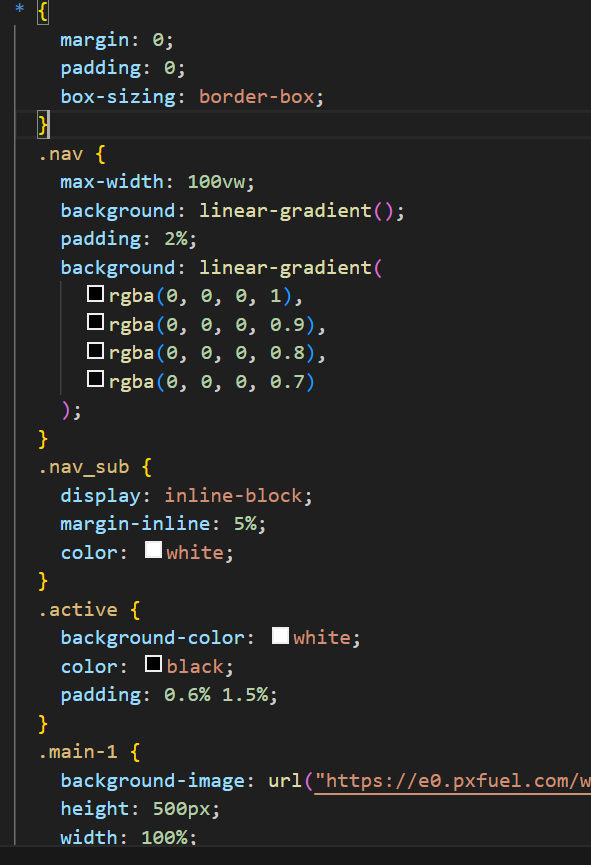 * {
margin: 0;
padding: 0;
box-sizing: border-box;
}
.nav {
max-width: 100vw;
background: linear-gradient();
padding: 2%;
background: linear-gradient(
rgba(0, 0, 0, 1),
rgba(0, 0, 0, 0.9),
rgba(0, 0, 0, 0.8),
rgba(0, 0, 0, 0.7)
);
}
.nav_sub {
display: inline-block;
margin-inline: 5%;
color: white;
}
.active {
background-color: white;
color: black;
padding: 0.6% 1.5%;
}
.main-1 {
background-image: url("https://e0.pxfuel.com/w
height: 500px;
width: 100%;